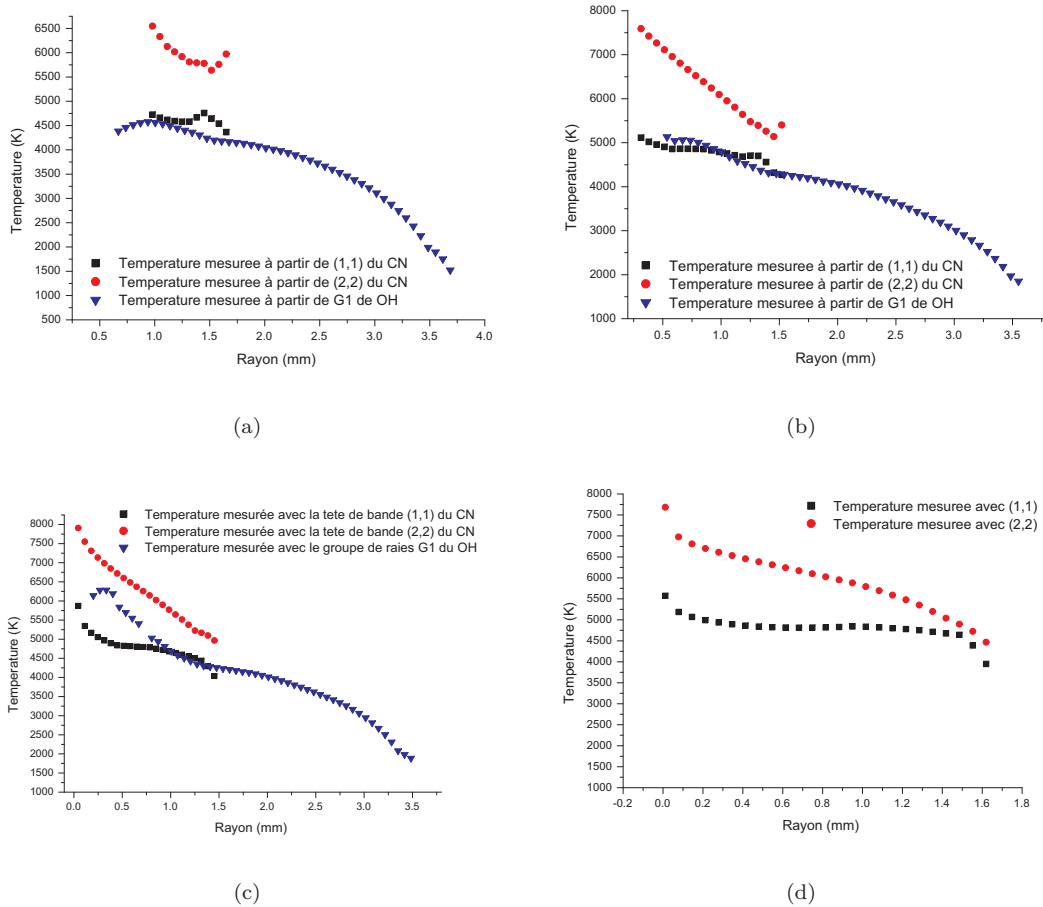 6500
6000
5500
5000
4500
4000
3500
3000
2500
2000
1500
1000
500
Temperature (K)
Temperature mesuree à partir de (1,1) du CN
Temperature mesuree à partir de (2,2) du CN
Temperature mesuree à partir de G1 de OH
0.5 1.0 1.5 2.0 2.5 3.0 3.5 4.0
Rayon (mm)
(a)
8000
7000
6000
5000
4000
3000
2000
1000
Temperature (K)
Temperature mesuree à partir de (1,1) du CN
Temperature mesuree à partir de (2,2) du CN
Temperature mesuree à partir de G1 de OH
0.5 1.0 1.5 2.0 2.5 3.0 3.5
Rayon (mm)
(b)
Temperature mesurée avec la tete de bande (1,1) du CN
Temperature mesurée avec la tete de bande (2,2) du CN
Temperature mesurée avec le groupe de raies G1 du OH
8000
7500
7000
6500
6000
5500
5000
4500
4000
3500
3000
2500
2000
1500
1000
Temperature (K)
0.0 0.5 1.0 1.5 2.0 2.5 3.0 3.5
Rayon (mm)
(c)
8000
7500
7000
6500
6000
5500
5000
4500
4000
3500
3000
2500
2000
1500
1000
Temperature (K)
Temperature mesuree avec (1,1)
Temperature mesuree avec (2,2)
-0.2 0.0 0.2 0.4 0.6 0.8 1.0 1.2 1.4 1.6 1.8
Rayon (mm)
(d)